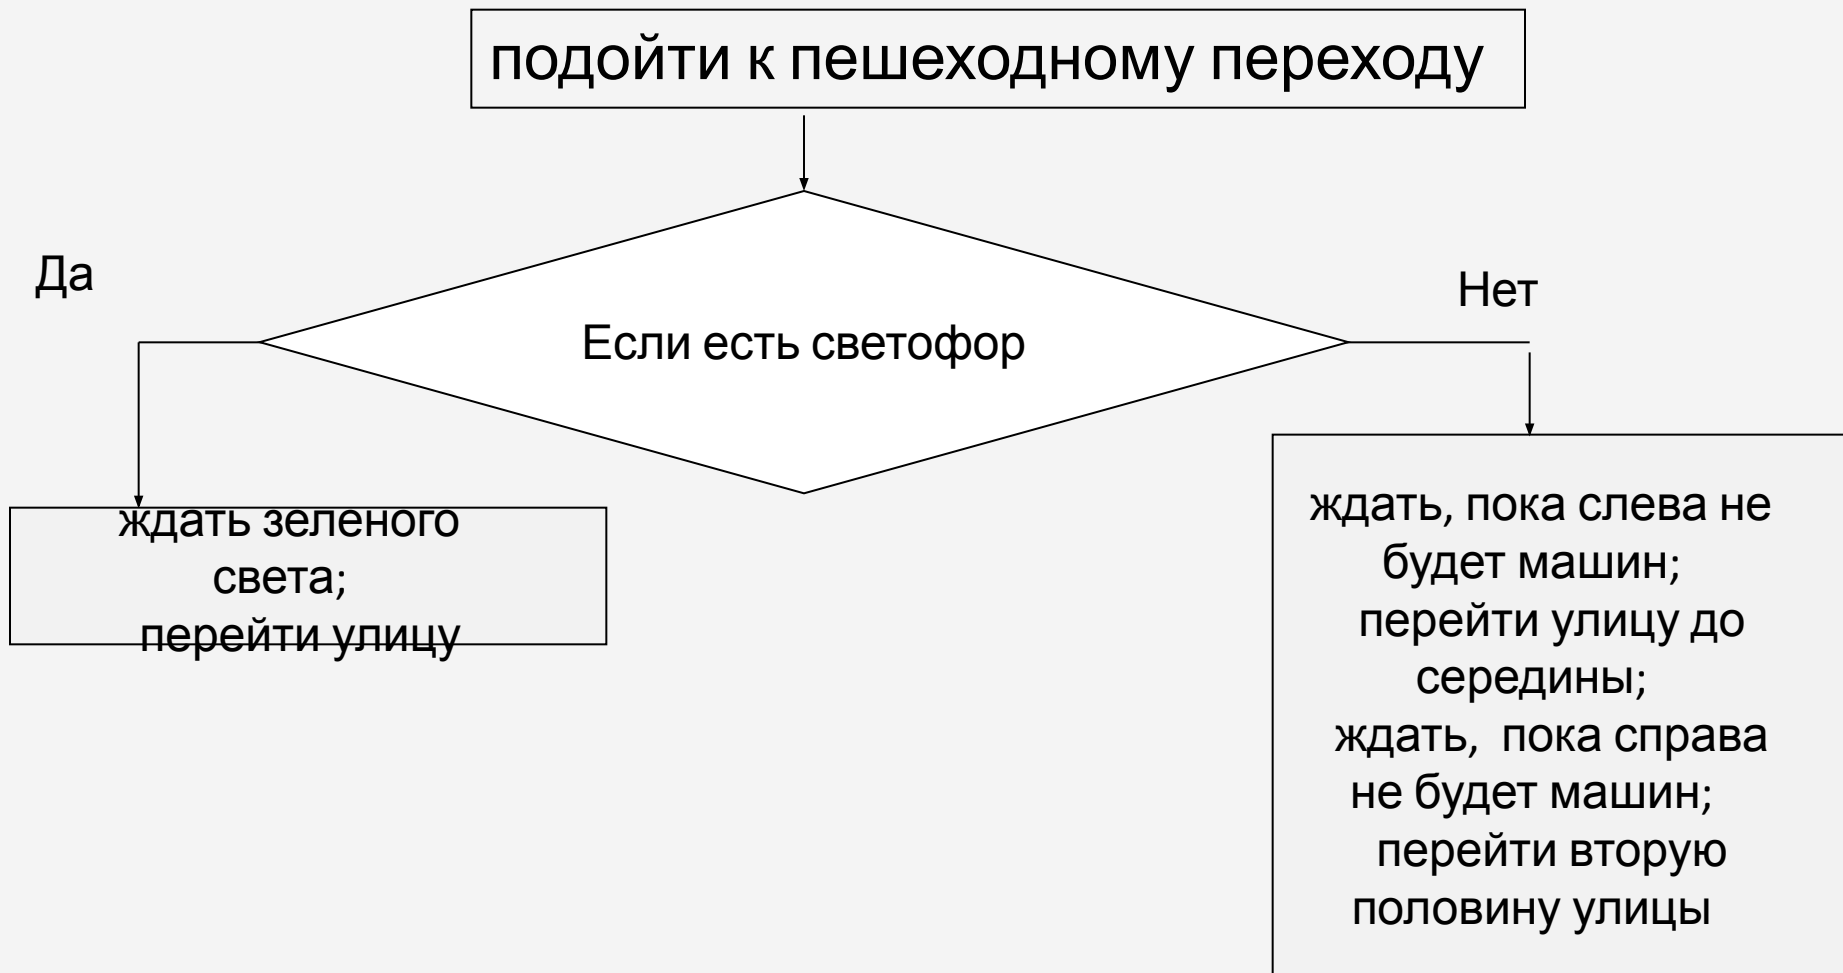 подойти к пешеходному переходу
Да
Нет
Если есть светофор
ждать зеленого
света;
перейти улицу
ждать, пока слева не
будет машин;
перейти улицу до
середины;
ждать,  пока справа
не будет машин;
перейти вторую
половину улицы